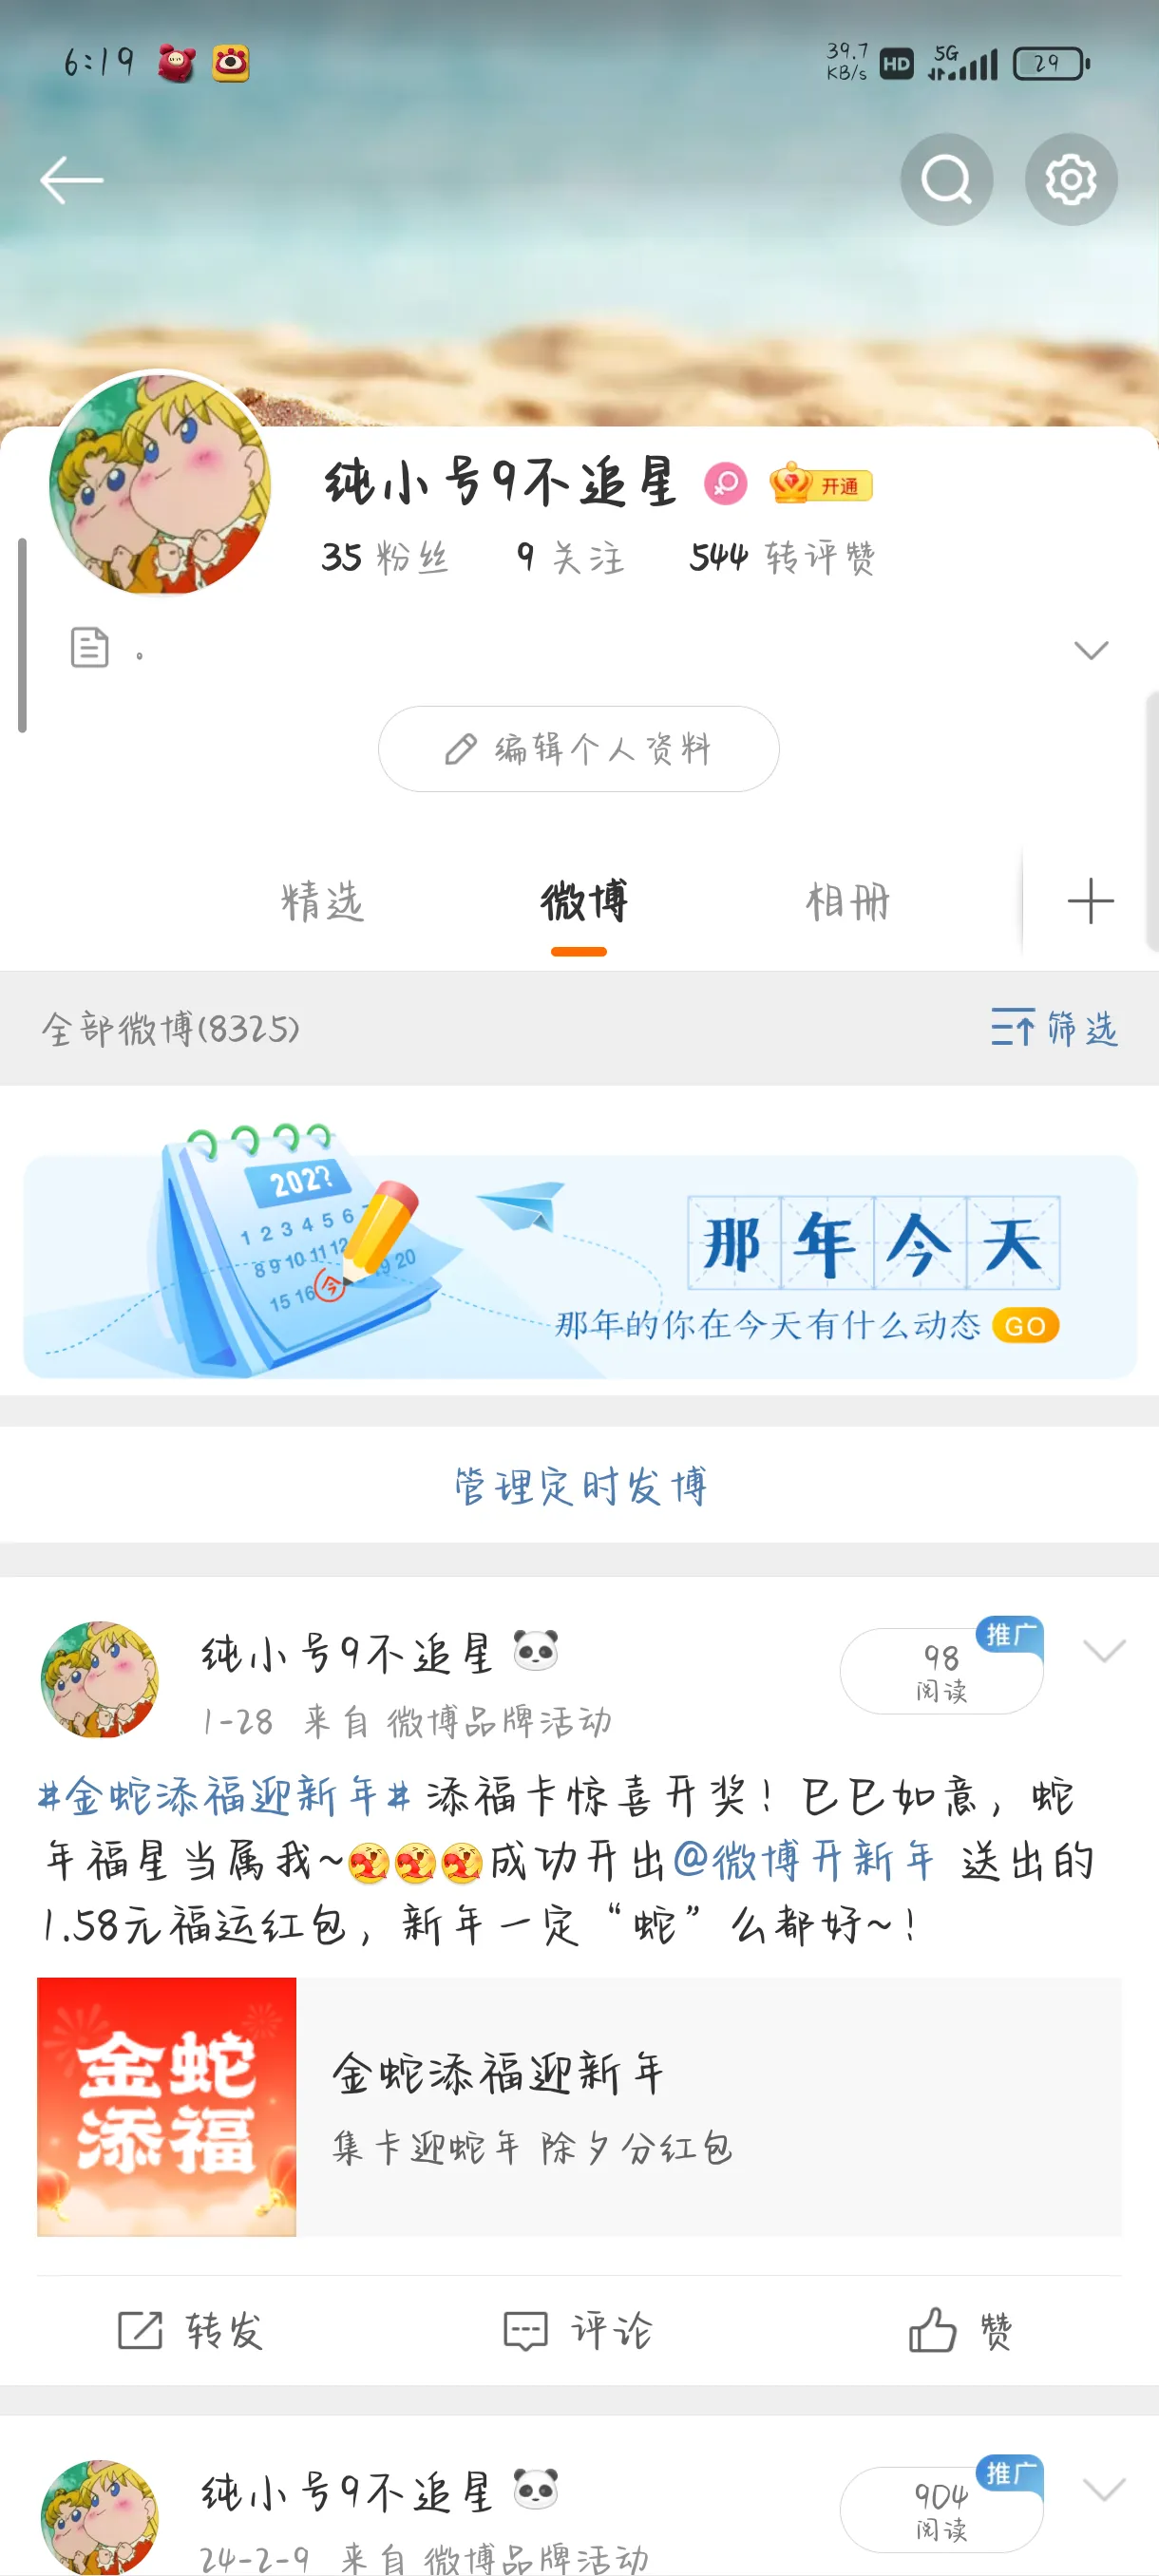 6:19
39.7
KB/s
HD
5G
29
纯小号9不追星
开通
35 粉丝 9 关注 544 转评赞
。
编辑个人资料
精选 微博 相册
全部微博(8325) 筛选
202?
1 2 3 4 5 6
8 9 10 11 12
今
19 20
15 16
那年今天
那年的你在今天有什么动态 GO
管理定时发博
纯小号9不追星
98
阅读
推广
1-28 来自 微博品牌活动
#金蛇添福迎新年# 添福卡惊喜开奖！巳巳如意，蛇
年福星当属我~成功开出@微博开新年 送出的
1.58元福运红包，新年一定“蛇”么都好~！
金蛇
添福
金蛇添福迎新年
集卡迎蛇年 除夕分红包
转发 评论 赞
纯小号9不追星
904
阅读
推广
24-2-9 来自 微博品牌活动